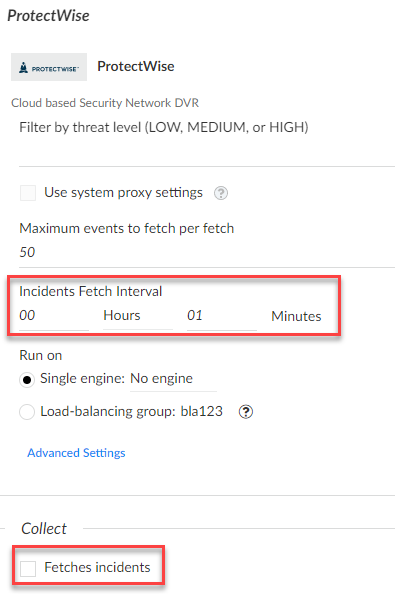 ProtectWise
PROTECTWISE™ ProtectWise
Cloud based Security Network DVR
Filter by threat level (LOW, MEDIUM, or HIGH)
Use system proxy settings ?
Maximum events to fetch per fetch
50
Incidents Fetch Interval
00 Hours 01 Minutes
Run on
Single engine: No engine
Load-balancing group: bla123 ?
Advanced Settings
Collect
Fetches incidents